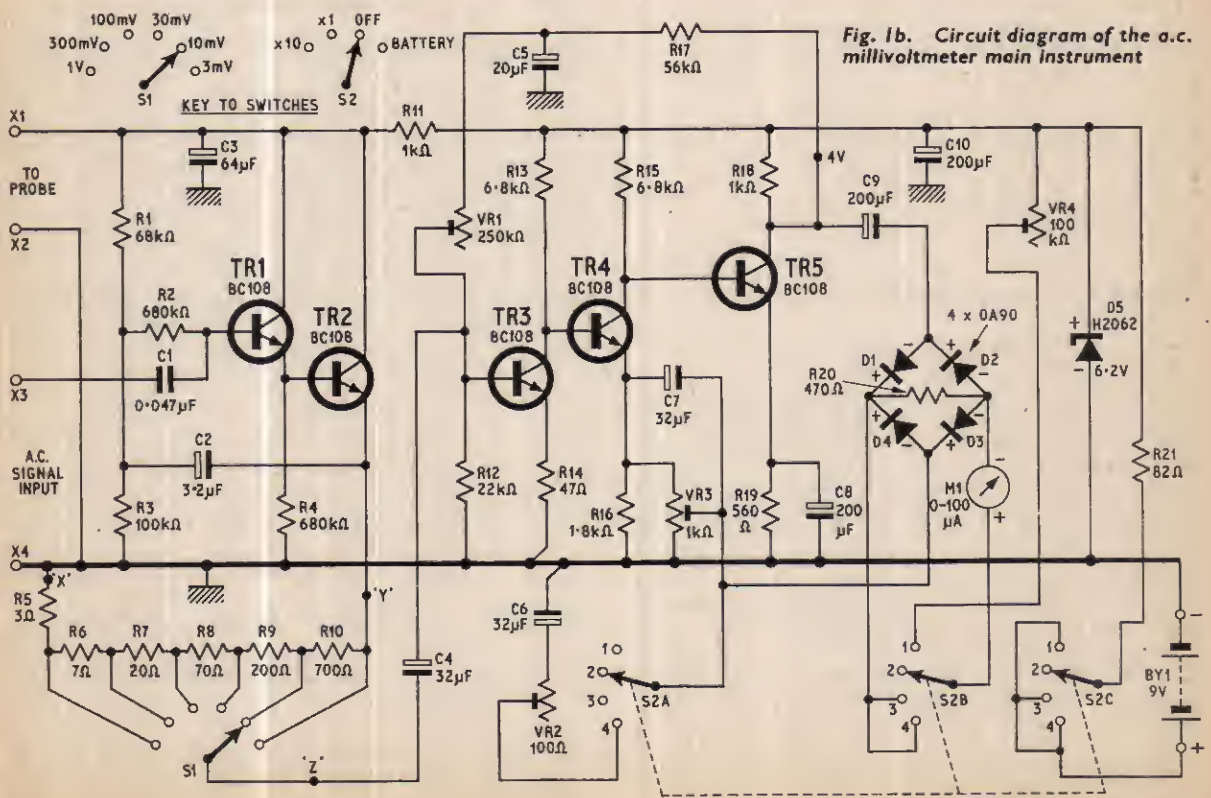 Fig. 1b. Circuit diagram of the a.c.
millivoltmeter main instrument
100mV
30mV
300mV
10mV
1V
3mV
S1
x1
OFF
x10
BATTERY
S2
KEY TO SWITCHES
C5
20µF
R17
56kΩ
X1
TO
PROBE
X2
X3
A.C.
SIGNAL
INPUT
X4
R11
1kΩ
C3
64µF
R1
68kΩ
R2
680kΩ
C1
0·047µF
TR1
BC108
TR2
BC108
C2
3·2µF
R3
100kΩ
R4
680kΩ
VR1
250kΩ
R13
6·8kΩ
R15
6·8kΩ
R18
1kΩ
4V
C9
200µF
C10
200µF
VR4
100
kΩ
TR3
BC108
TR4
BC108
TR5
BC108
4 x OA90
D1
D2
D3
D4
R20
470Ω
D5
HZ062
6·2V
C7
32µF
R12
22kΩ
R14
47Ω
R16
1·8kΩ
VR3
1kΩ
R19
560
Ω
C8
200
µF
M1
0-100
µA
-
+
R21
82Ω
'X'
R5
3Ω
R6
7Ω
R7
20Ω
R8
70Ω
R9
200Ω
R10
700Ω
'Y'
S1
'Z'
C4
32µF
C6
32µF
VR2
100Ω
1
2
3
4
S2A
1
2
3
4
S2B
1
2
3
4
S2C
-
BY1
9V
+